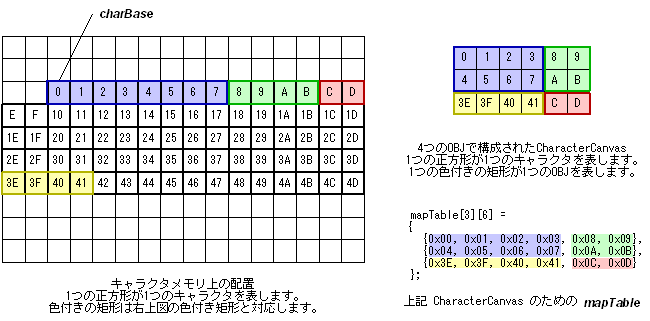 charBase
0 1 2 3 4 5 6 7 8 9 A B C D
E F 10 11 12 13 14 15 16 17 18 19 1A 1B 1C 1D
1E 1F 20 21 22 23 24 25 26 27 28 29 2A 2B 2C 2D
2E 2F 30 31 32 33 34 35 36 37 38 39 3A 3B 3C 3D
3E 3F 40 41 42 43 44 45 46 47 48 49 4A 4B 4C 4D
キャラクタメモリ上の配置
1つの正方形が1つのキャラクタを表します。
色付きの矩形は右上図の色付き矩形と対応します。
0 1 2 3 8 9
4 5 6 7 A B
3E 3F 40 41 C D
4つのOBJで構成されたCharacterCanvas
1つの正方形が1つのキャラクタを表します。
1つの色付きの矩形が1つのOBJを表します。
mapTable[3][6] =
{
{0x00, 0x01, 0x02, 0x03, 0x08, 0x09},
{0x04, 0x05, 0x06, 0x07, 0x0A, 0x0B},
{0x3E, 0x3F, 0x40, 0x41, 0x0C, 0x0D}
};
上記 CharacterCanvas のための mapTable